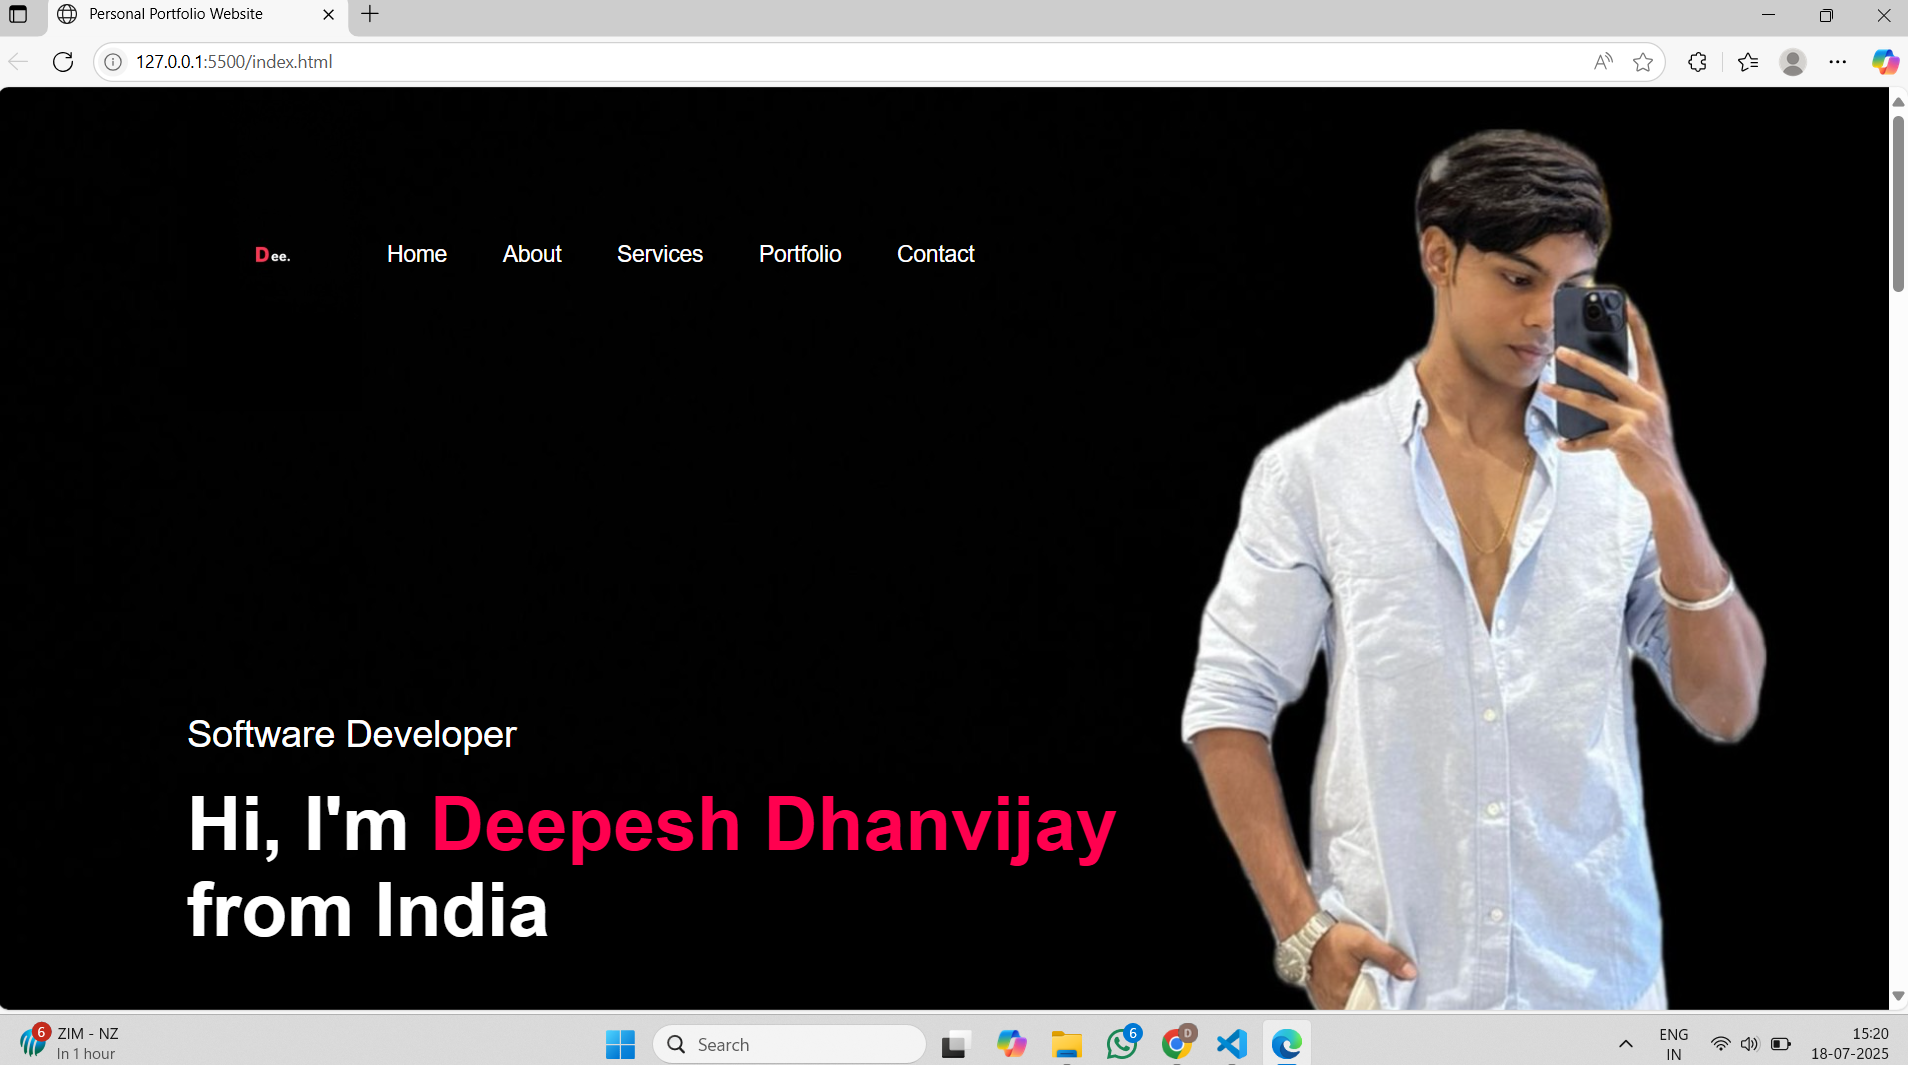 Personal Portfolio Website
127.0.0.1:5500/index.html
Dee.
Home About Services Portfolio Contact
Software Developer
Hi, I'm Deepesh Dhanvijay
from India
6
ZIM - NZ
In 1 hour
Search
6
D
ENG
IN
15:20
18-07-2025